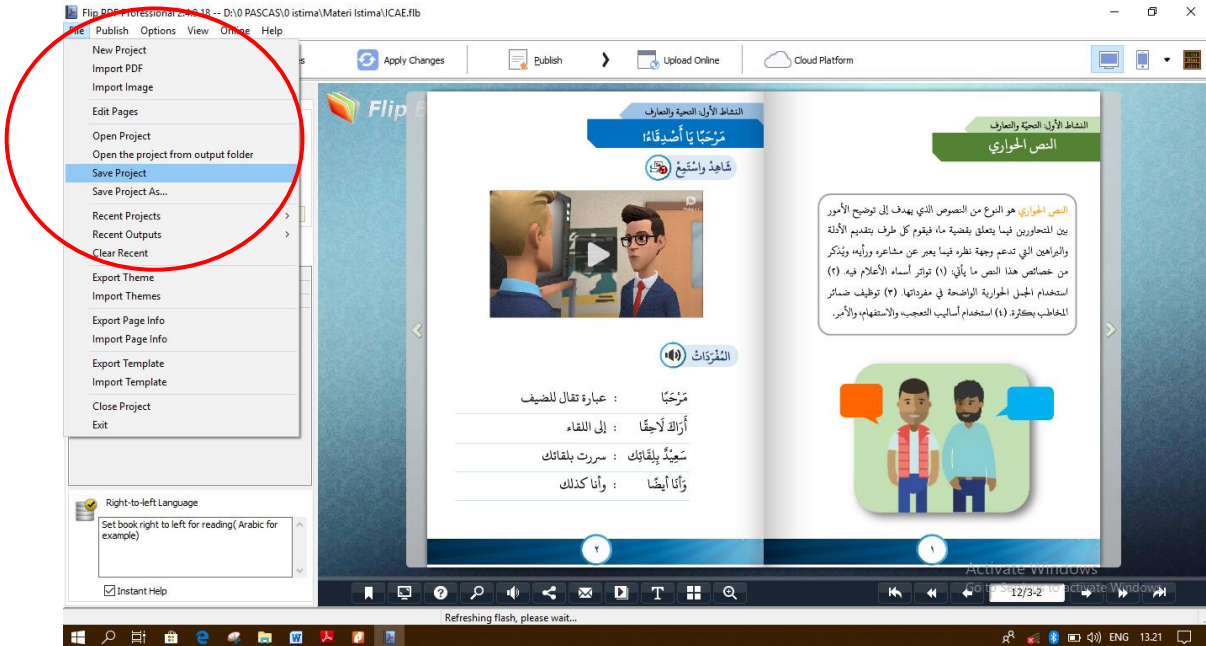 Flip PDF Professional 2.4.9.18 -- D:\0 PASCAS\0 istima\Materi Istima\ICAE.flb
File Publish Options View Online Help
Apply Changes Publish Upload Online Cloud Platform
New Project
Import PDF
Import Image
Edit Pages
Open Project
Open the project from output folder
Save Project
Save Project As...
Recent Projects
Recent Outputs
Clear Recent
Export Theme
Import Themes
Export Page Info
Import Page Info
Export Template
Import Template
Close Project
Exit
Right-to-left Language
Set book right to left for reading( Arabic for
example)
Instant Help
Flip
النشاط الأول: التحيّة والتعارف
النص الحواري
النص الحواري هو النوع من النصوص الذي يهدف إلى توضيح الأمور
بين المتحاورين فيما يتعلق بقضية ما، فيقوم كل طرف بتقديم الأدلة
والبراهين التي تدعم وجهة نظره فيما يعبر عن مشاعره ورأيه، ويُذكر
من خصائص هذا النص ما يأتي: (١) تواتر أسماء الأعلام فيه. (٢)
استخدام الجمل الحوارية الواضحة في مفرداتها. (٣) توظيف ضمائر
المخاطب بكثرة. (٤) استخدام أساليب التعجب، والاستفهام، والأمر.
١
النشاط الأول: التحية والتعارف
مَرْحَبًا يَا أَصْدِقَاءُ!
شَاهِدْ واسْتَمِعْ
المُفْرَدَاتْ
مَرْحَبًا : عبارة تقال للضيف
أَرَاكَ لَاحِقًا : إلى اللقاء
سَعِيْدٌ بِلِقَائِك : سررت بلقائك
وَأَنَا أيضًا : وأنا كذلك
٢
Activate Windows
Go to Settings to activate Windows.
12/3-2
Refreshing flash, please wait...
ENG 13.21